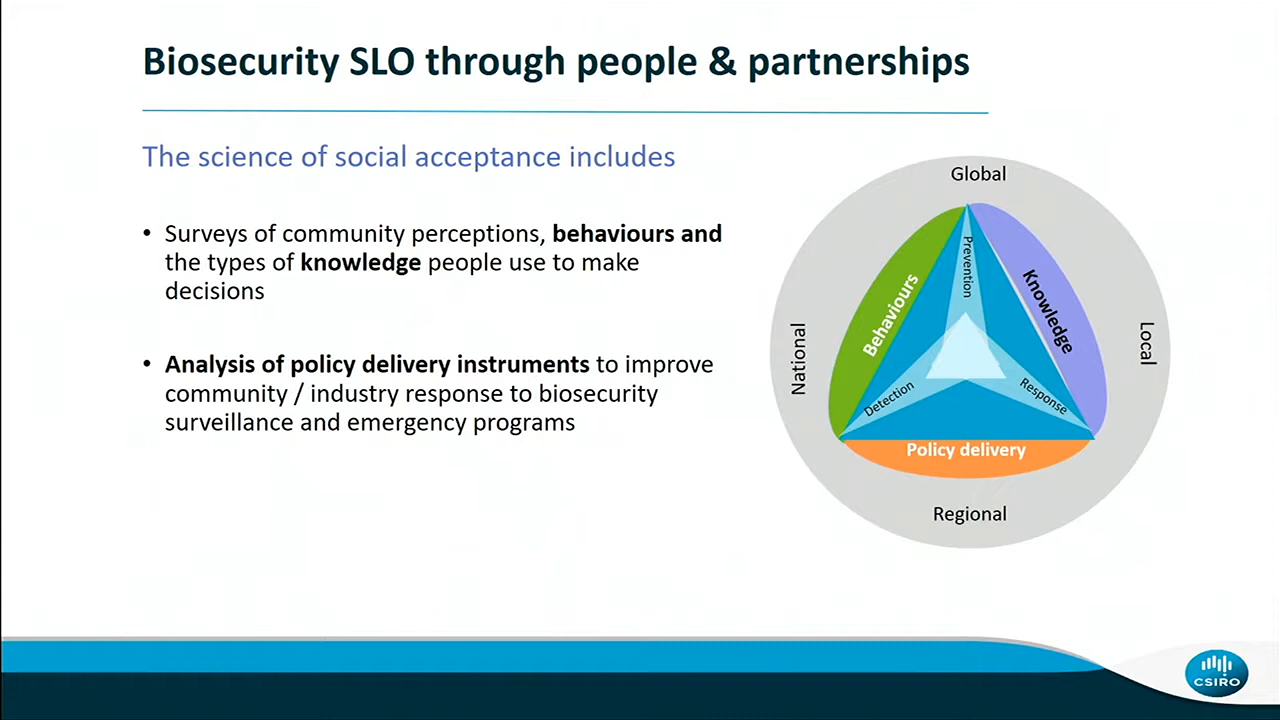 Biosecurity SLO through people & partnerships
The science of social acceptance includes
• Surveys of community perceptions, behaviours and
the types of knowledge people use to make
decisions
• Analysis of policy delivery instruments to improve
community / industry response to biosecurity
surveillance and emergency programs
Global
Prevention
Behaviours
Knowledge
National
Local
Detection
Response
Policy delivery
Regional
CSIRO